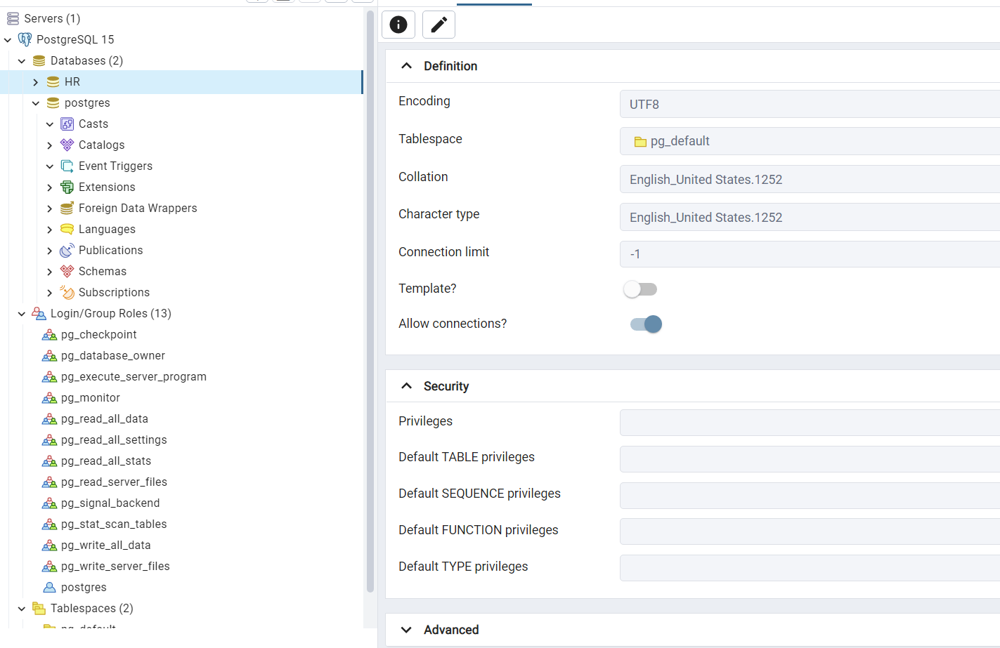 Servers (1)
PostgreSQL 15
Databases (2)
HR
postgres
Casts
Catalogs
Event Triggers
Extensions
Foreign Data Wrappers
Languages
Publications
Schemas
Subscriptions
Login/Group Roles (13)
pg_checkpoint
pg_database_owner
pg_execute_server_program
pg_monitor
pg_read_all_data
pg_read_all_settings
pg_read_all_stats
pg_read_server_files
pg_signal_backend
pg_stat_scan_tables
pg_write_all_data
pg_write_server_files
postgres
Tablespaces (2)
pg_default
Definition
Encoding
UTF8
Tablespace
pg_default
Collation
English_United States.1252
Character type
English_United States.1252
Connection limit
-1
Template?
Allow connections?
Security
Privileges
Default TABLE privileges
Default SEQUENCE privileges
Default FUNCTION privileges
Default TYPE privileges
Advanced